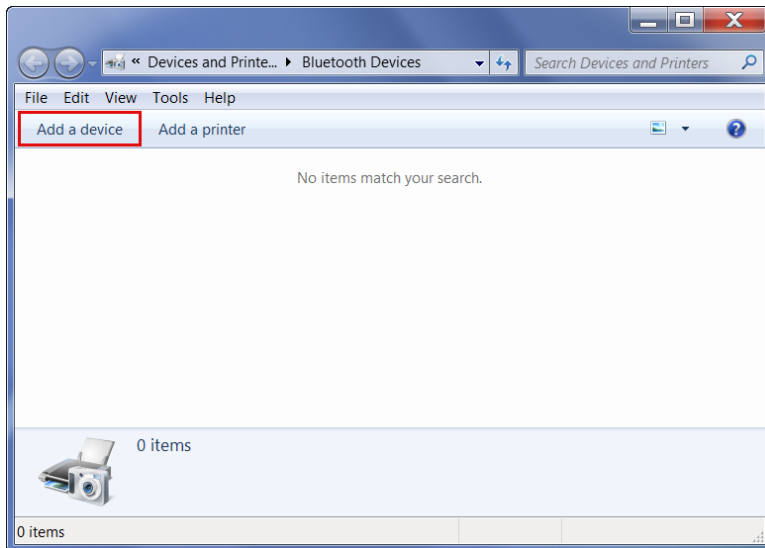 « Devices and Printe... Bluetooth Devices Search Devices and Printers
File Edit View Tools Help
Add a device Add a printer
No items match your search.
0 items
0 items